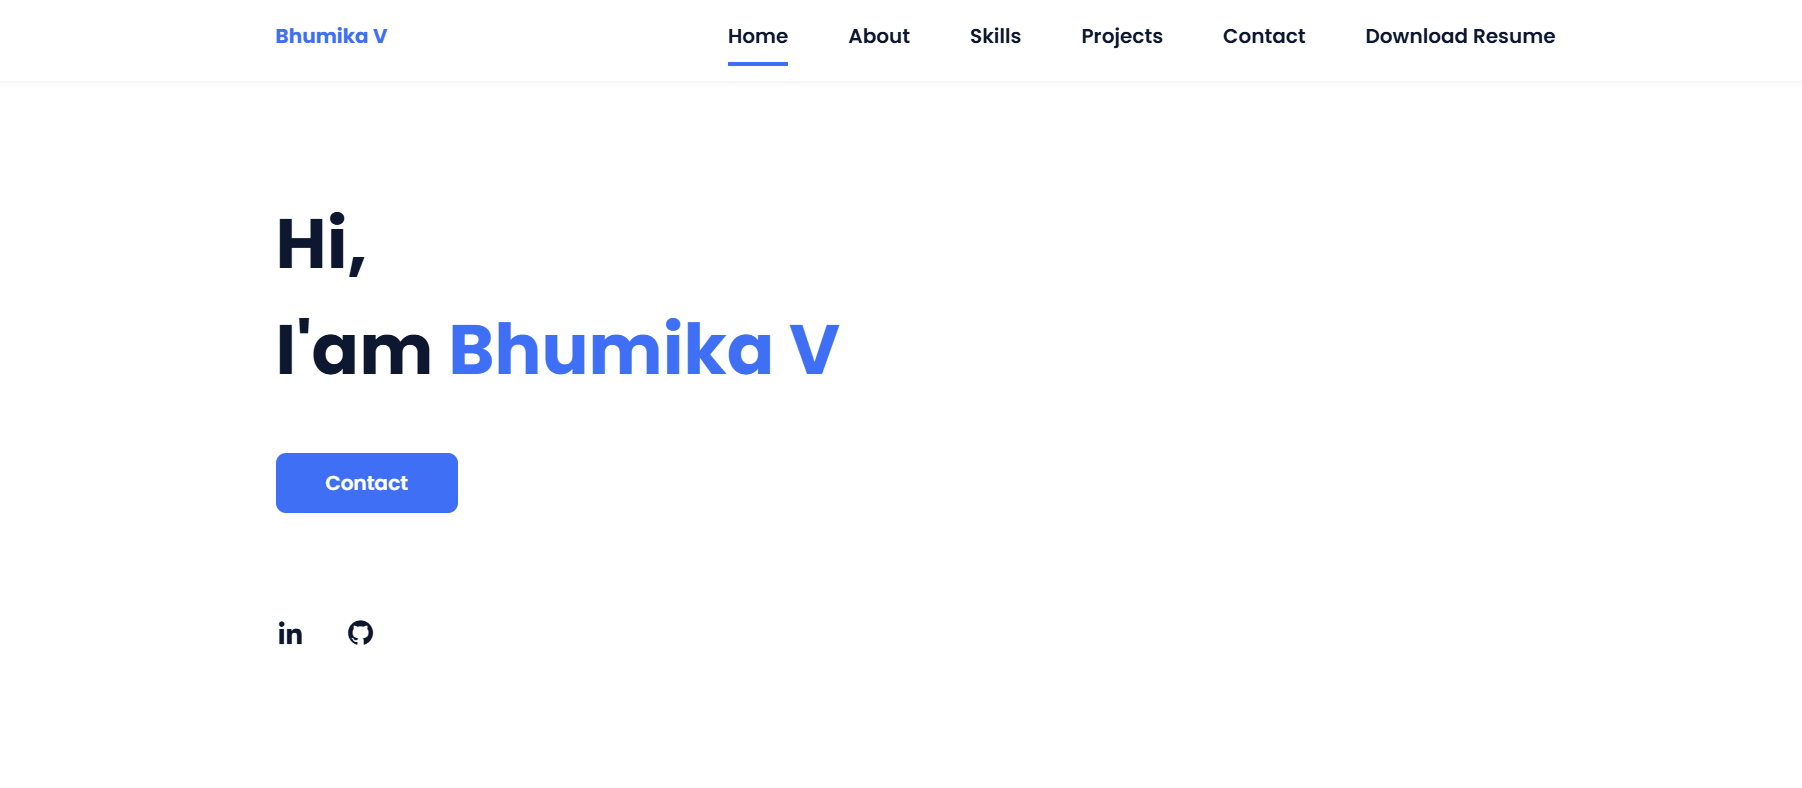 Bhumika V
Home About Skills Projects Contact Download Resume
Hi,
I'am Bhumika V
Contact
in